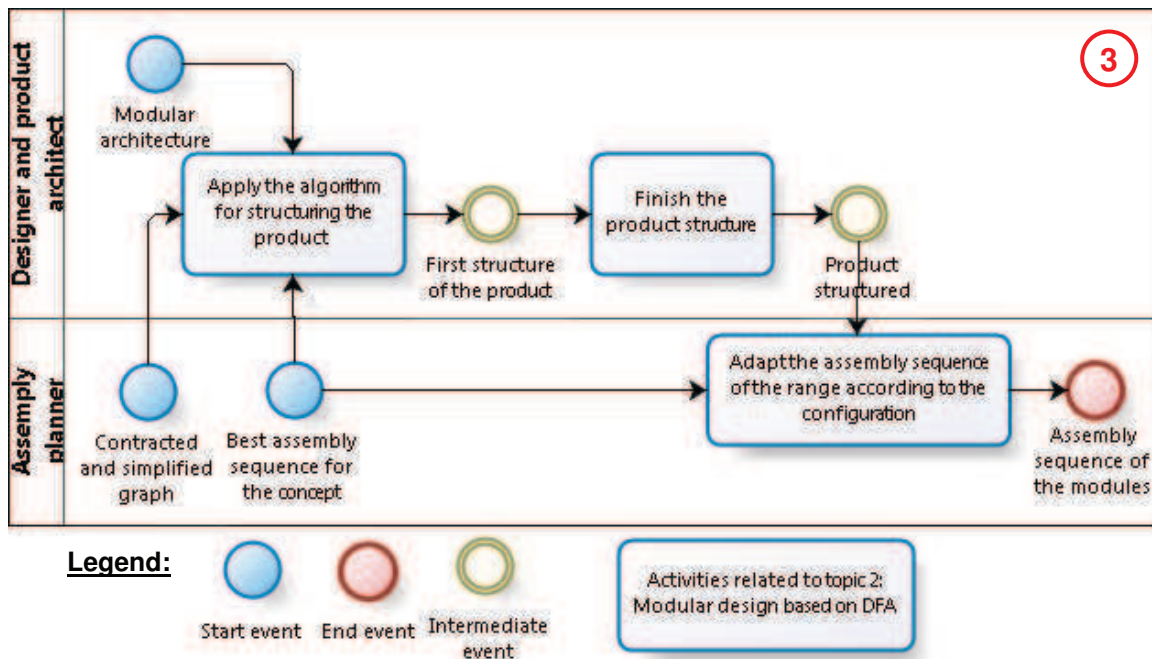 Designer and product
architect
3
Modular
architecture
Apply the algorithm
for structuring the
product
First structure
of the product
Finish the
product structure
Product
structured
Assemply
planner
Contracted
and simplified
graph
Best assembly
sequence for
the concept
Adapt the assembly sequence
of the range according to the
configuration
Assembly
sequence of
the modules
Legend:
Start event
End event
Intermediate
event
Activities related to topic 2:
Modular design based on DFA